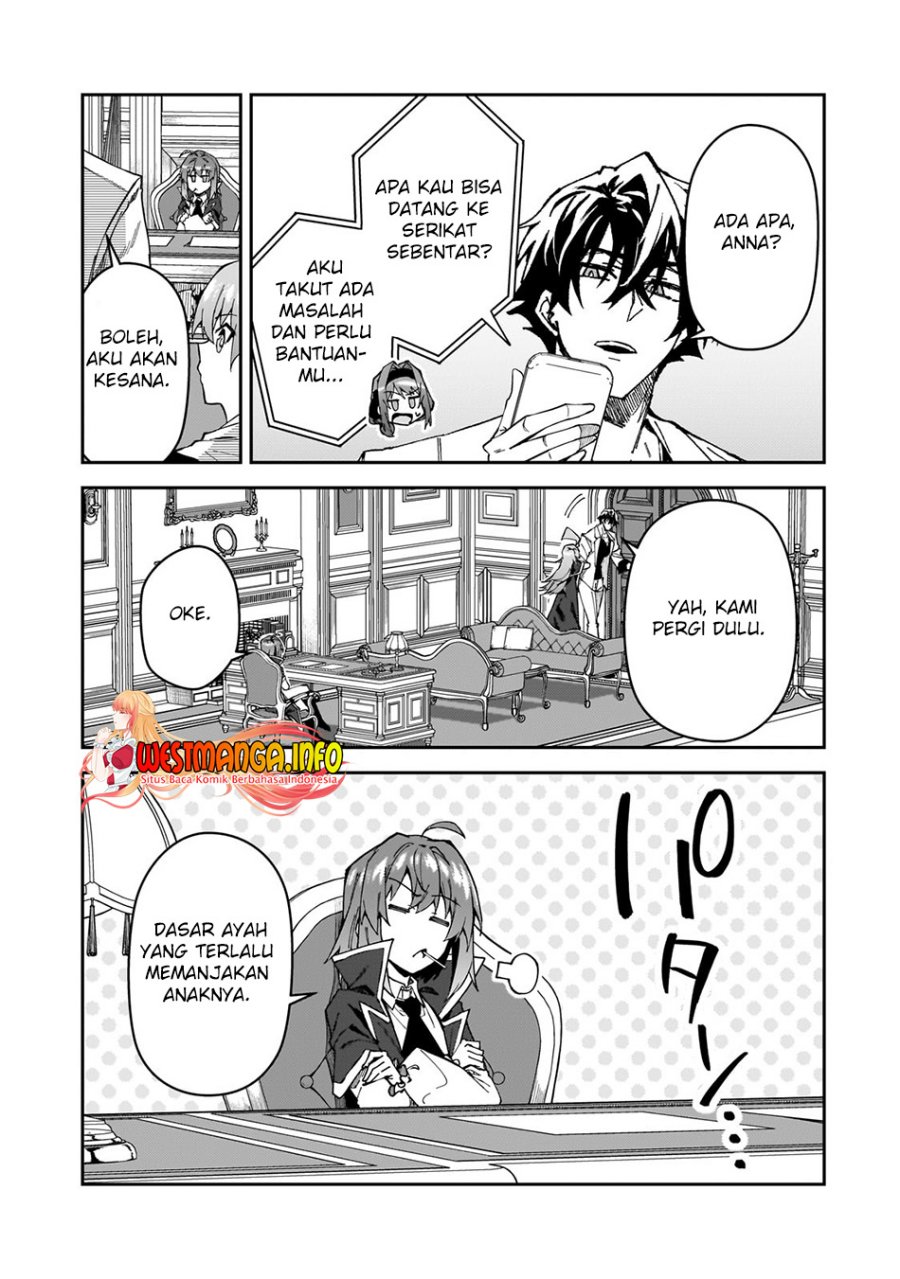 ADA APA,
ANNA?
APA KAU BISA
DATANG KE
SERIKAT
SEBENTAR?
AKU
TAKUT ADA
MASALAH
DAN PERLU
BANTUAN-
MU...
BOLEH,
AKU AKAN
KESANA.
YAH, KAMI
PERGI DULU.
OKE.
WESTMANGA.INFO
Situs Baca Komik Berbahasa Indonesia
パタン…
DASAR AYAH
YANG TERLALU
MEMANJAKAN
ANAKNYA.